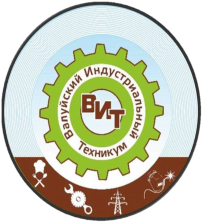 Валуйский Индустриальный
Техникум
ВИТ